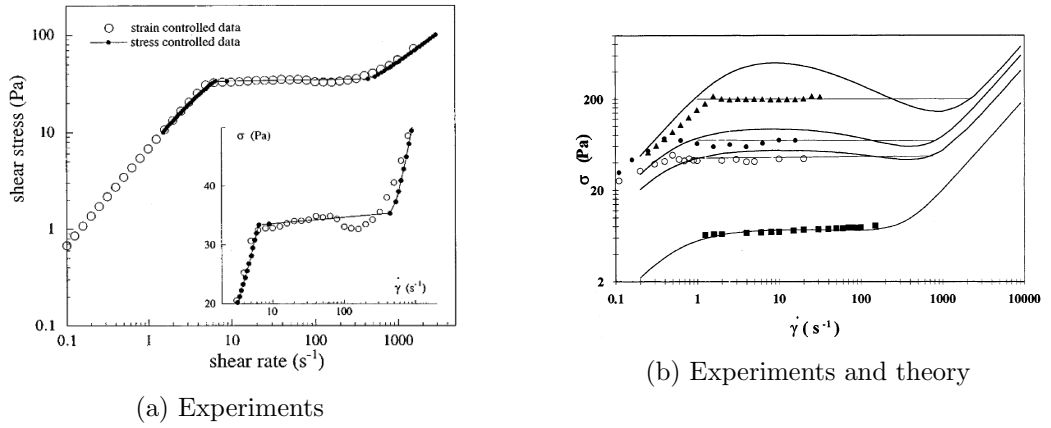 100
10
1
0.1
0.1
1
10
100
1000
shear stress (Pa)
shear rate (s-1)
strain controlled data
stress controlled data
σ (Pa)
40
30
20
10
100
γ̇ (s-1)
(a) Experiments
200
20
2
σ (Pa)
0.1
1
10
100
1000
10000
γ̇ ( s-1)
(b) Experiments and theory